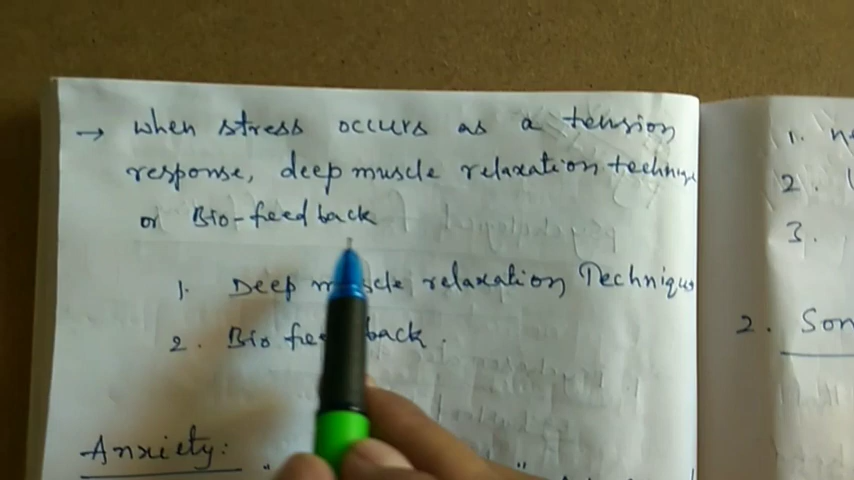 → When stress occurs as a tension
response, deep muscle relaxation techniqu
or Bio-feedback
1. Deep muscle relaxation Technique
2. Bio feedback.
Anxiety:
1.
2.
3.
2. Son